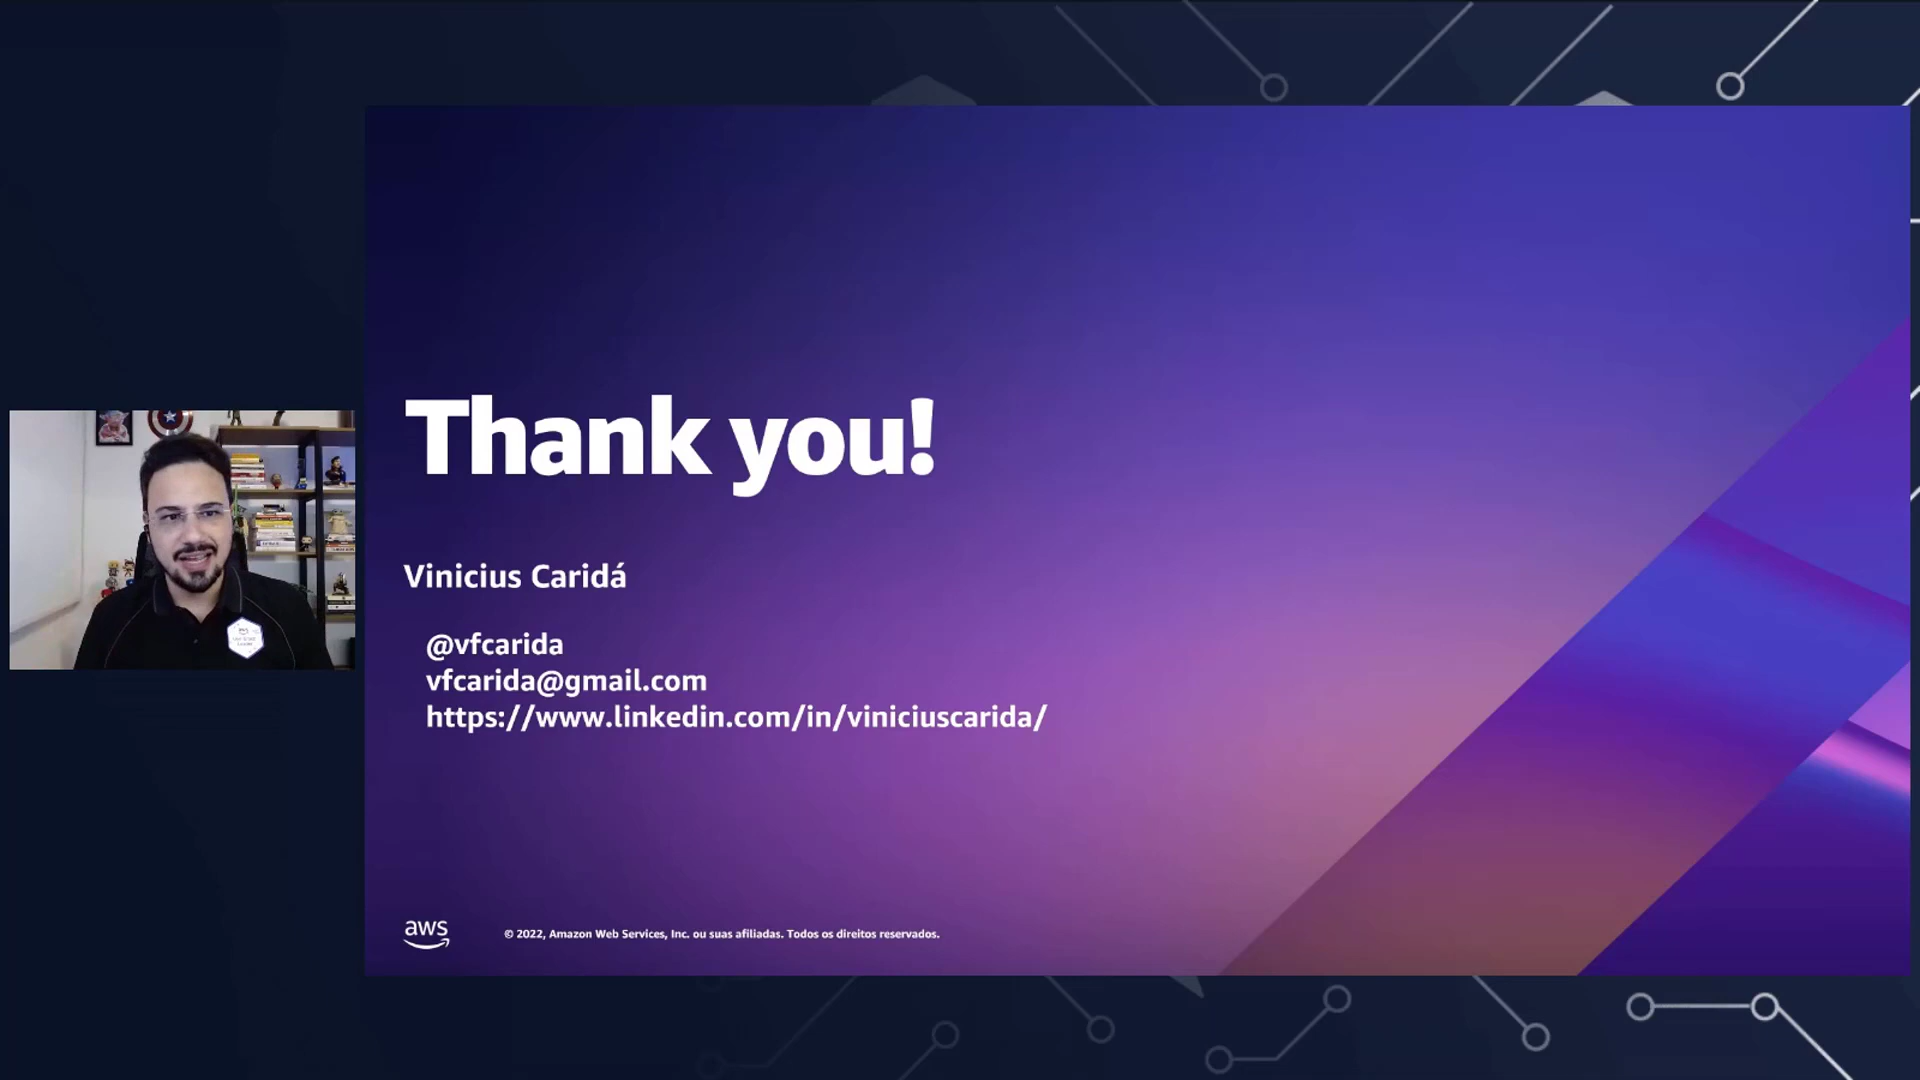 Thank you!
Vinicius Caridá
@vfcarida
vfcarida@gmail.com
https://www.linkedin.com/in/viniciuscarida/
aws
© 2022, Amazon Web Services, Inc. ou suas afiliadas. Todos os direitos reservados.